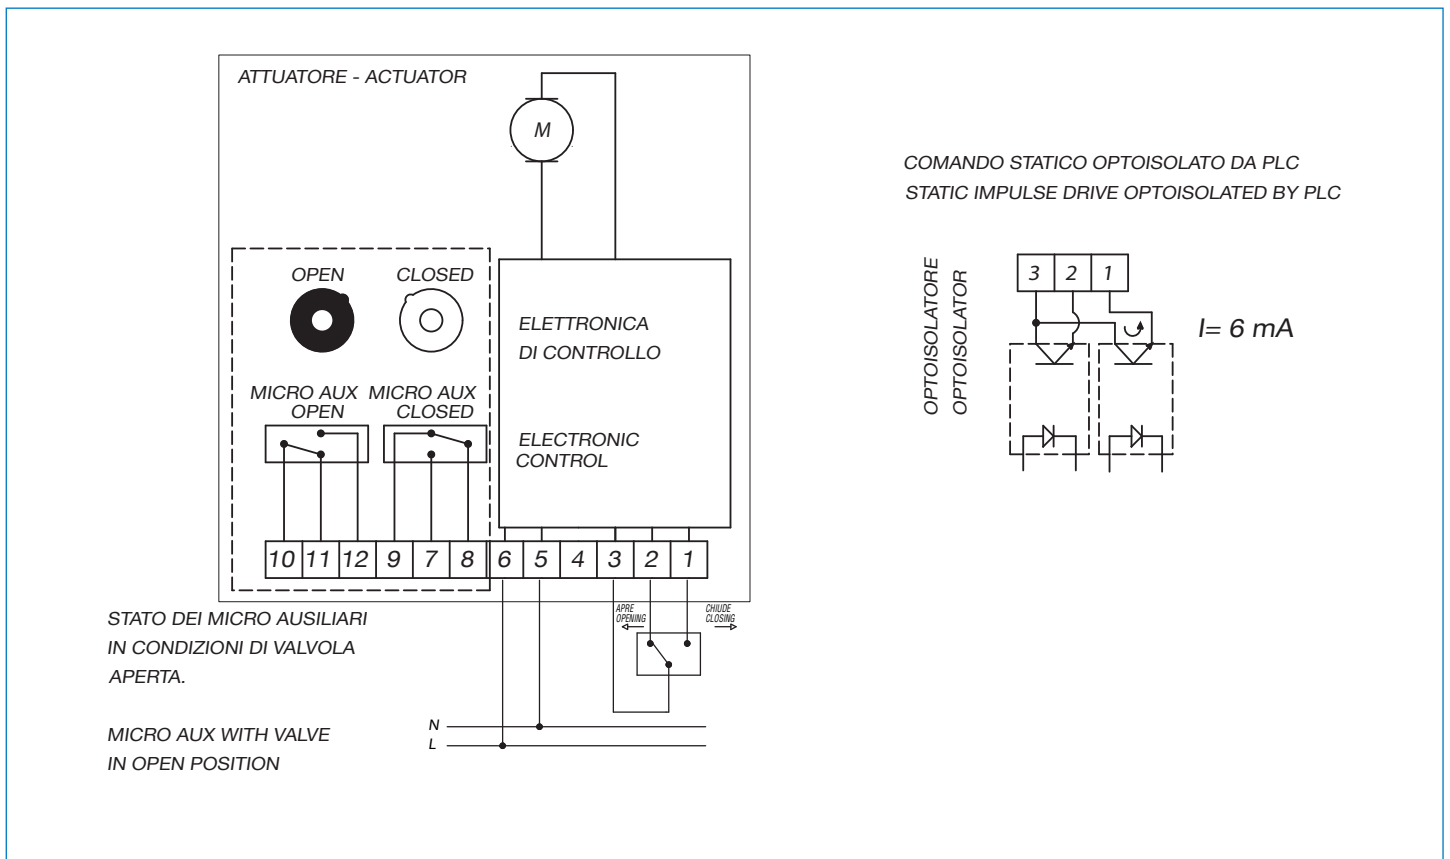 ATTUATORE - ACTUATOR
M
OPEN
CLOSED
MICRO AUX
OPEN
MICRO AUX
CLOSED
ELETTRONICA
DI CONTROLLO
ELECTRONIC
CONTROL
10 11 12 9 7 8 6 5 4 3 2 1
APRE
OPENING
CHIUDE
CLOSING
N
L
STATO DEI MICRO AUSILIARI
IN CONDIZIONI DI VALVOLA
APERTA.
MICRO AUX WITH VALVE
IN OPEN POSITION
COMANDO STATICO OPTOISOLATO DA PLC
STATIC IMPULSE DRIVE OPTOISOLATED BY PLC
OPTOISOLATORE
OPTOISOLATOR
3 2 1
I= 6 mA